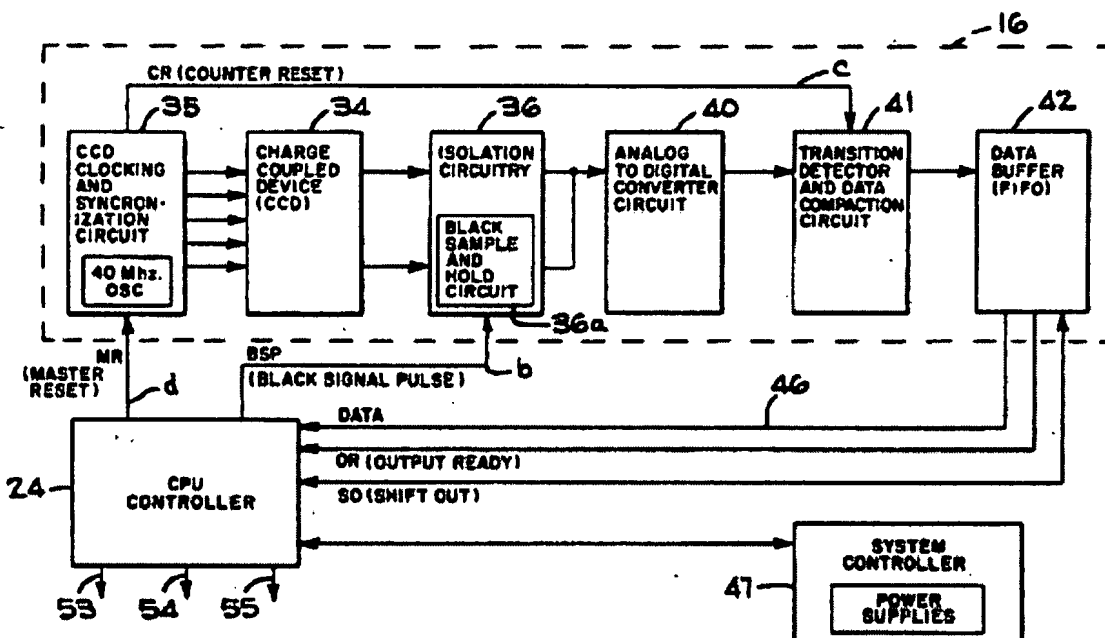 16
CR (COUNTER RESET)
C
35
34
36
40
41
42
CCD
CLOCKING
AND
SYNCRON-
IZATION
CIRCUIT
40 Mhz.
OSC
CHARGE
COUPLED
DEVICE
(CCD)
ISOLATION
CIRCUITRY
BLACK
SAMPLE
AND
HOLD
CIRCUIT
36a
ANALOG
TO DIGITAL
CONVERTER
CIRCUIT
TRANSITION
DETECTOR
AND DATA
COMPACTION
CIRCUIT
DATA
BUFFER
(FIFO)
MR
(MASTER
RESET)
d
BSP
(BLACK SIGNAL PULSE)
b
DATA
46
OR (OUTPUT READY)
SO (SHIFT OUT)
24
CPU
CONTROLLER
53
54
55
47
SYSTEM
CONTROLLER
POWER
SUPPLIES